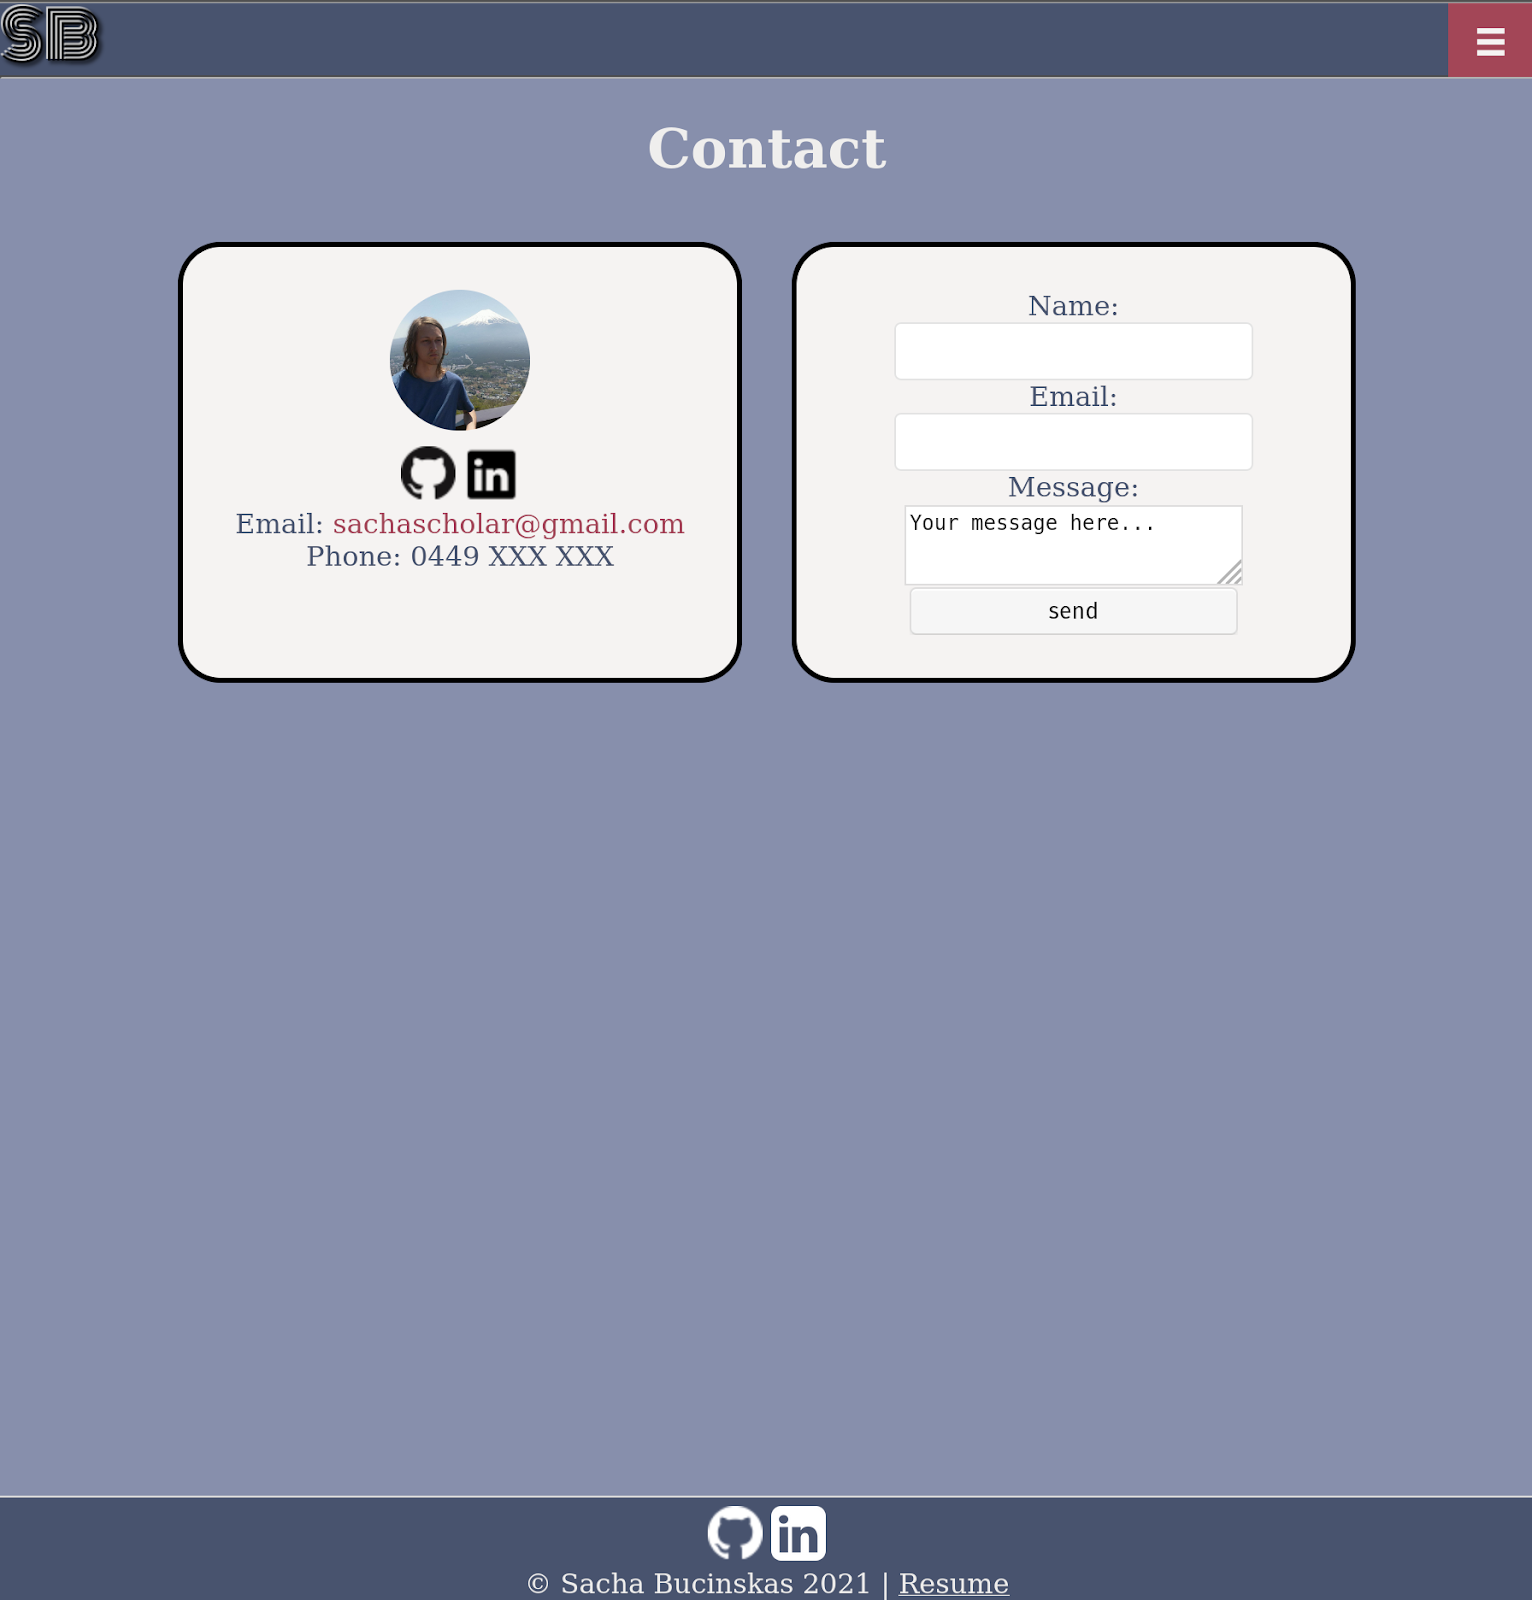 SB
Contact
Email: sachascholar@gmail.com
Phone: 0449 XXX XXX
Name:
Email:
Message:
Your message here...
send
© Sacha Bucinskas 2021 | Resume